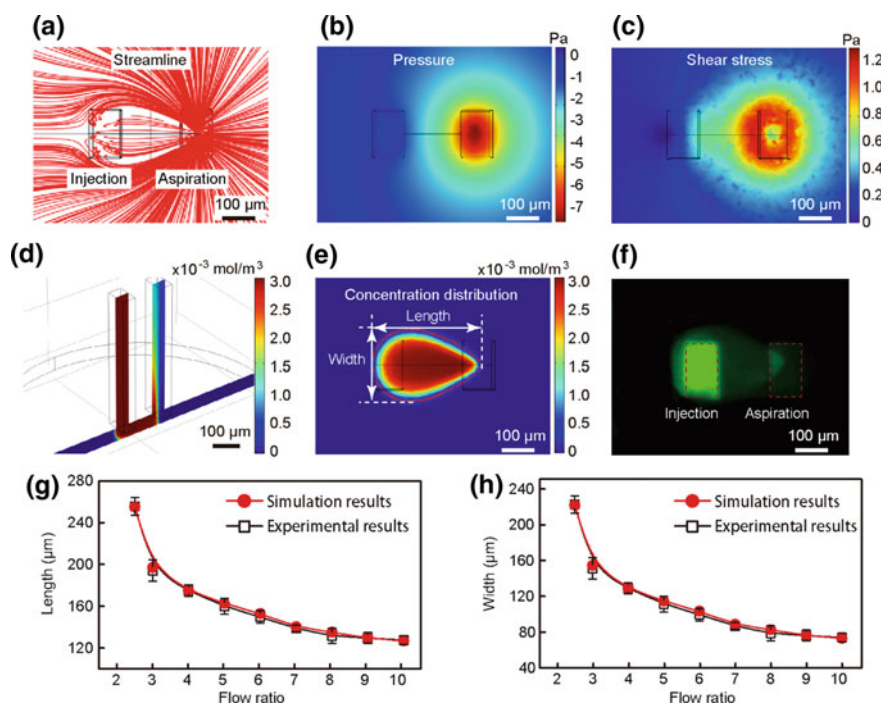 (a)
Streamline
Injection
Aspiration
100 µm
(b)
Pa
Pressure
0
-1
-2
-3
-4
-5
-6
-7
100 µm
(c)
Pa
Shear stress
1.2
1.0
0.8
0.6
0.4
0.2
0
100 µm
(d)
x10⁻³ mol/m³
3.0
2.5
2.0
1.5
1.0
0.5
0
100 µm
(e)
x10⁻³ mol/m³
Concentration distribution
Length
Width
3.0
2.5
2.0
1.5
1.0
0.5
0
100 µm
(f)
Injection
Aspiration
100 µm
(g)
Length (µm)
280
240
200
160
120
Simulation results
Experimental results
2 3 4 5 6 7 8 9 10
Flow ratio
(h)
Width (µm)
240
200
160
120
80
40
Simulation results
Experimental results
2 3 4 5 6 7 8 9 10
Flow ratio